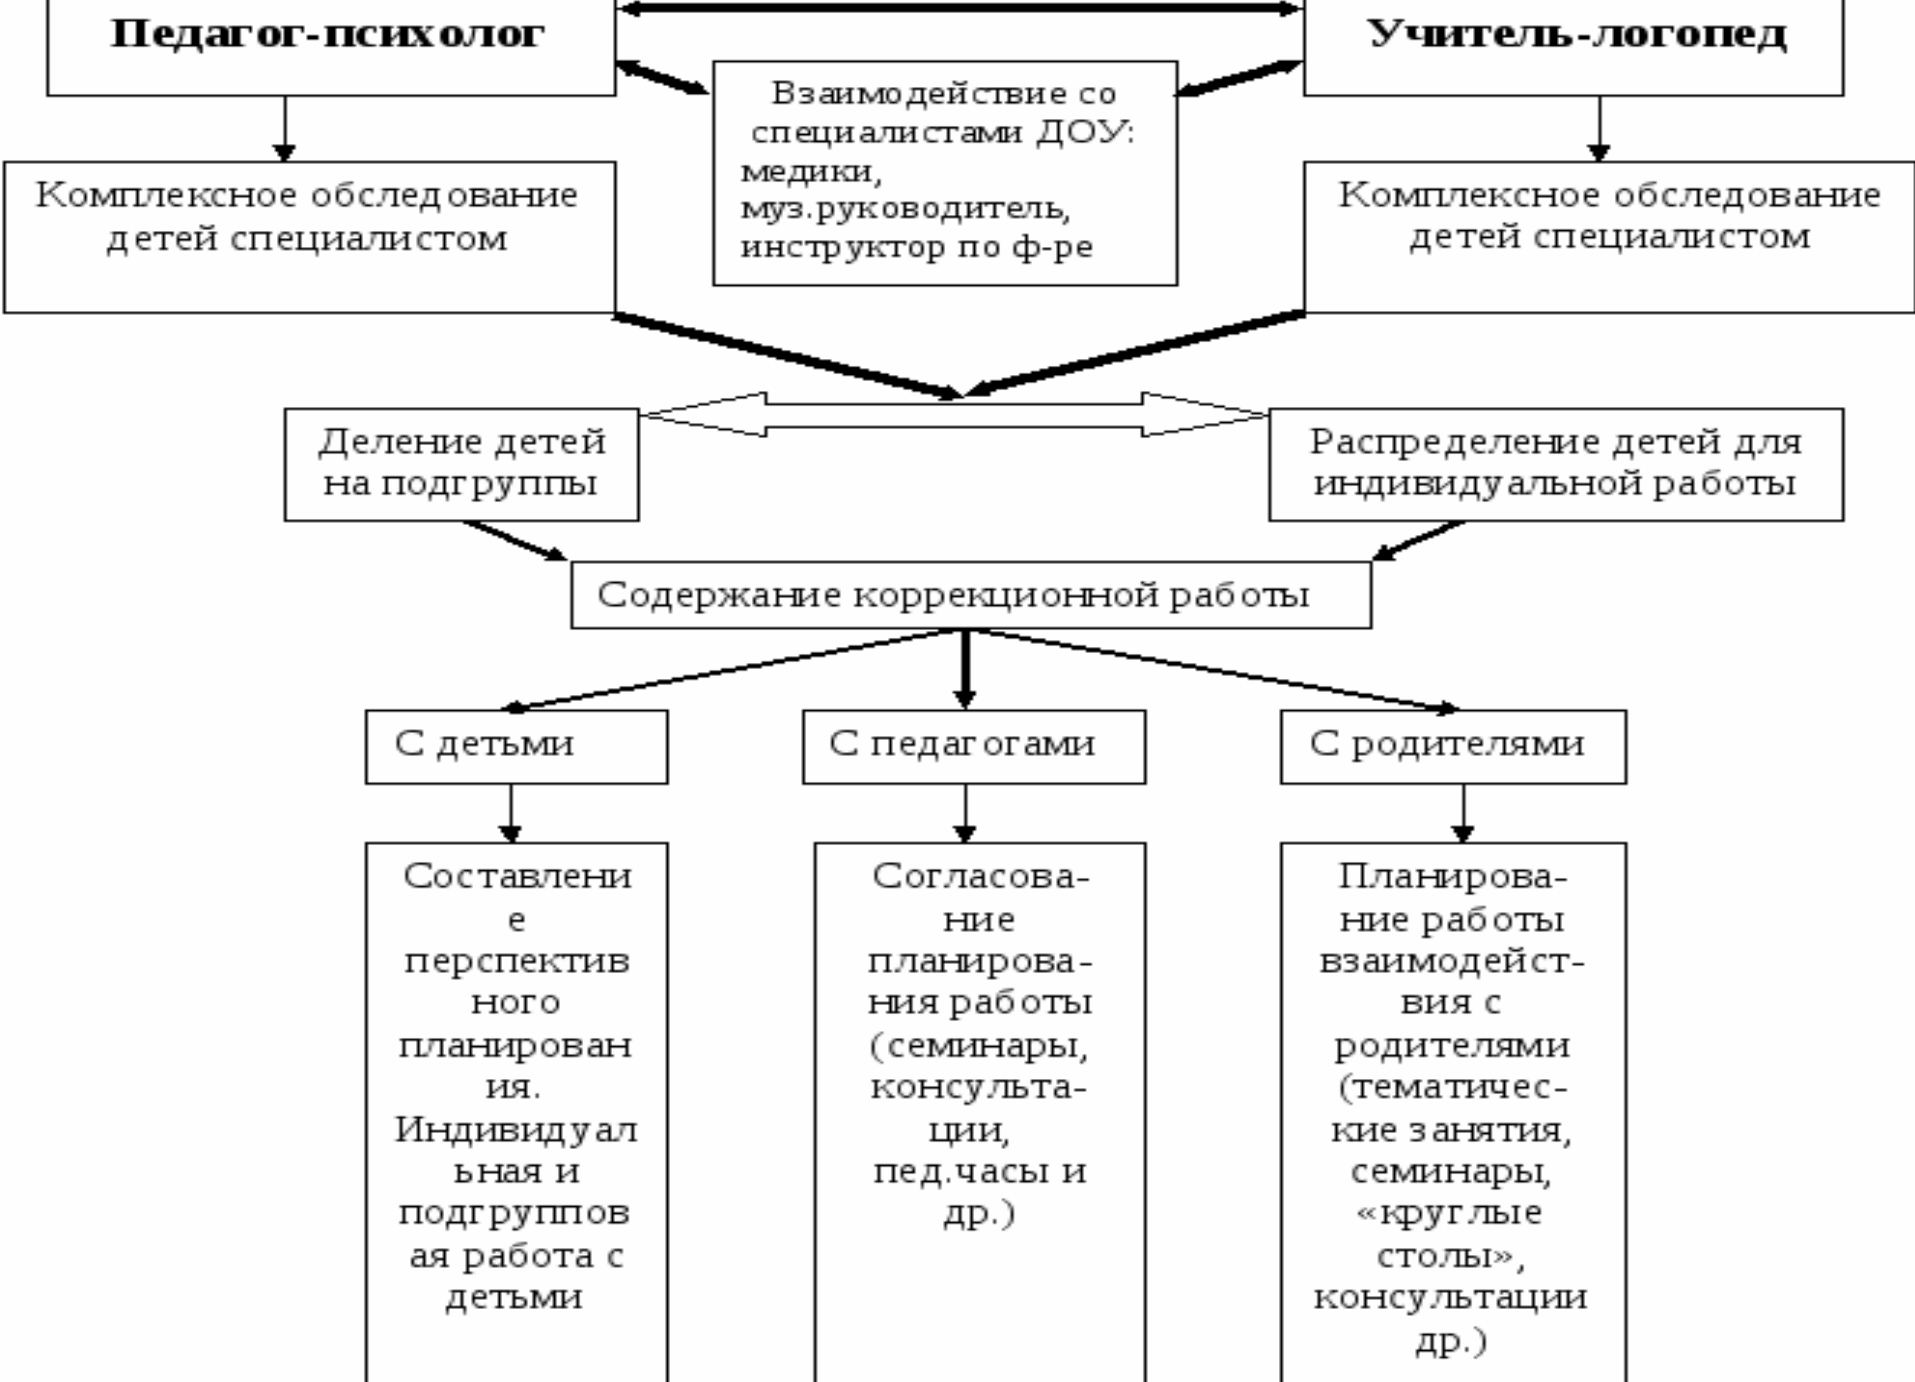 Педагог-психолог
Учитель-логопед
Взаимодействие со
специалистами ДОУ:
медики,
муз.руководитель,
инструктор по ф-ре
Комплексное обследование
детей специалистом
Комплексное обследование
детей специалистом
Деление детей
на подгруппы
Распределение детей для
индивидуальной работы
Содержание коррекционной работы
С детьми
С педагогами
С родителями
Составлени
е
перспектив
ного
планирован
ия.
Индивидуал
ьная и
подгруппов
ая работа с
детьми
Согласова-
ние
планирова-
ния работы
(семинары,
консульта-
ции,
пед.часы и
др.)
Планирова-
ние работы
взаимодейст-
вия с
родителями
(тематичес-
кие занятия,
семинары,
«круглые
столы»,
консультации
др.)